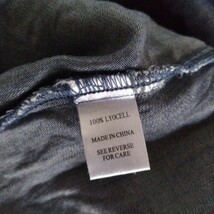 100% LYOCELL
MADE IN CHINA
SEE REVERSE
FOR CARE